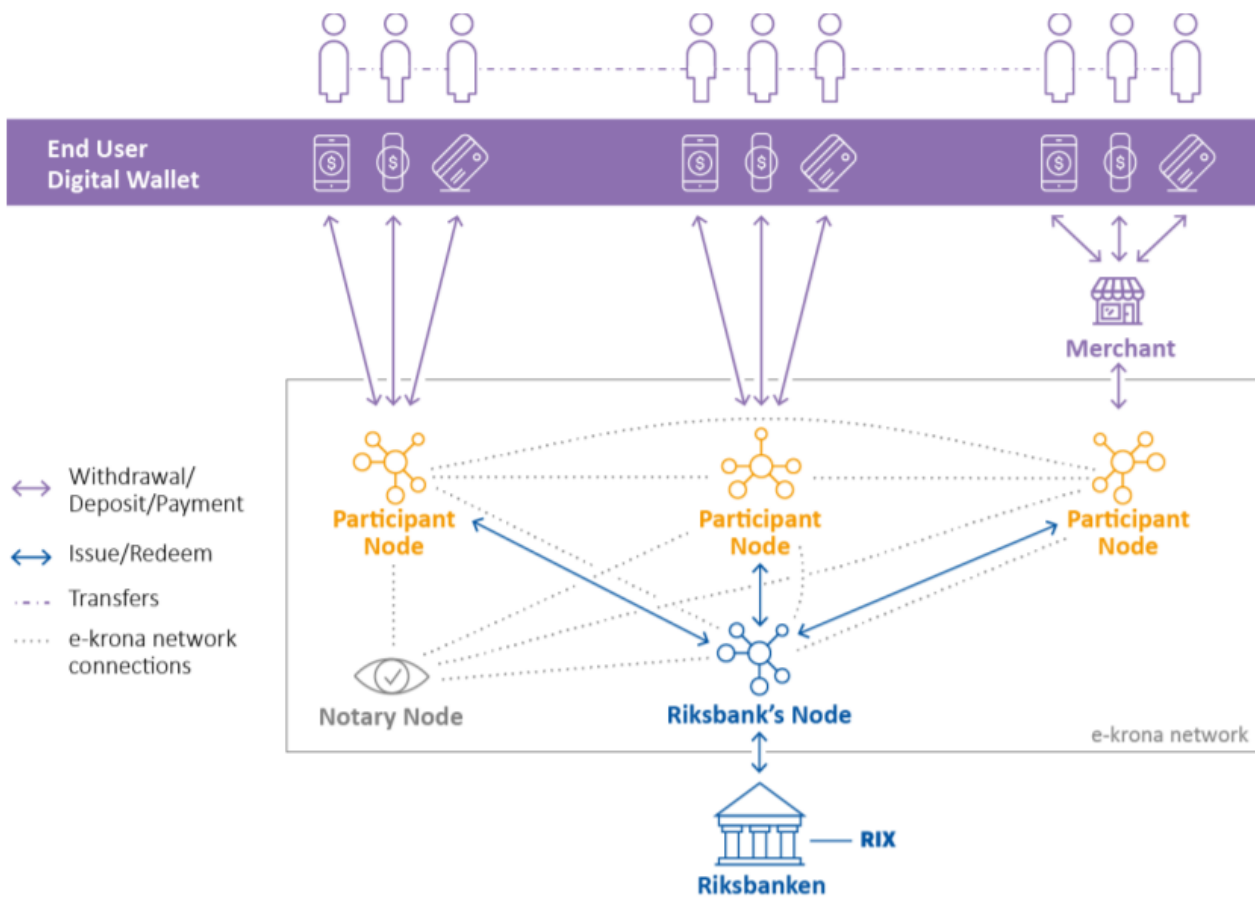 End User
Digital Wallet
$
$
$
$
$
$
Merchant
Withdrawal/
Deposit/Payment
Issue/Redeem
Transfers
e-krona network
connections
Participant
Node
Participant
Node
Participant
Node
Notary Node
Riksbank's Node
e-krona network
RIX
Riksbanken